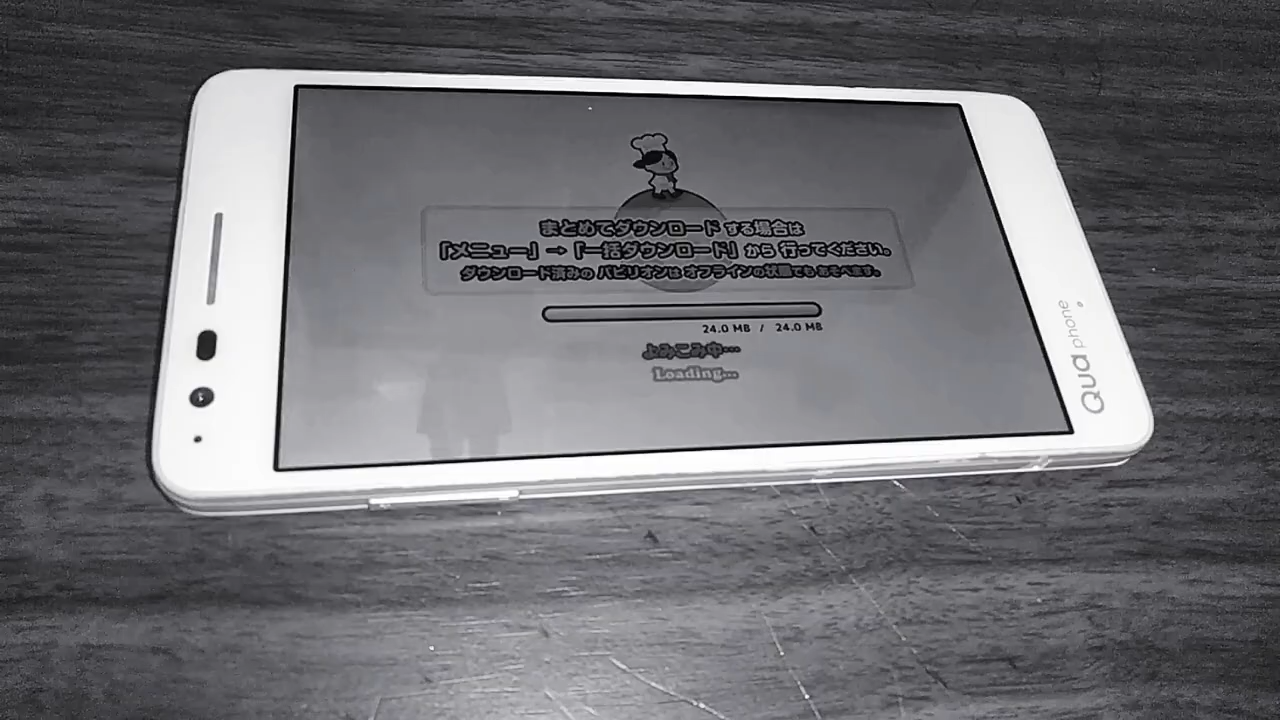 まとめてダウンロード する場合は
「メニュー」→「一括ダウンロード」から 行ってください。
ダウンロード済みの パビリオンは オフラインの状態でも あそべます。
24.0 MB / 24.0 MB
よみこみ中…
Loading...
Qua phone